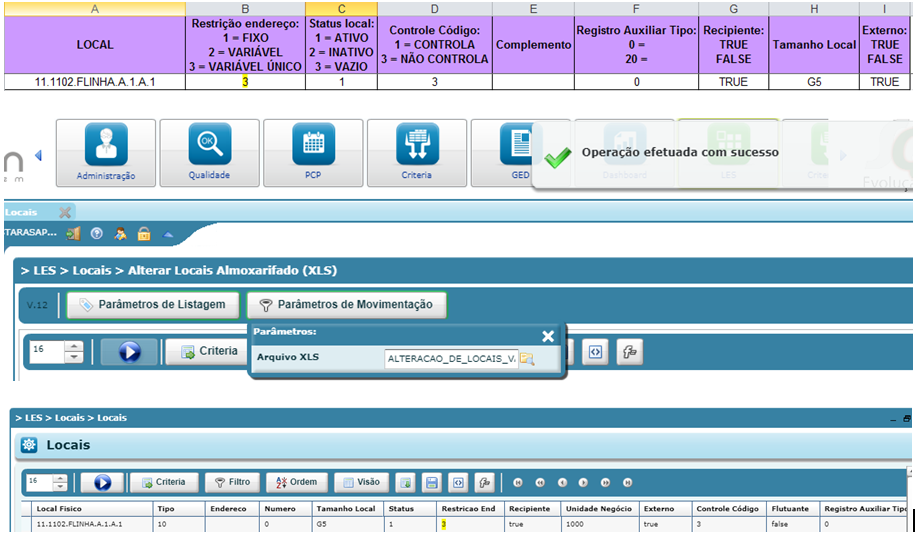 A B C D E F G H I
LOCAL
Restrição endereço:
1 = FIXO
2 = VARIÁVEL
3 = VARIÁVEL ÚNICO
Status local:
1 = ATIVO
2 = INATIVO
3 = VAZIO
Controle Código:
1 = CONTROLA
3 = NÃO CONTROLA
Complemento
Registro Auxiliar Tipo:
0 =
20 =
Recipiente:
TRUE
FALSE
Tamanho Local
Externo:
TRUE
FALSE
11.1102.FLINHA.A.1.A.1 3 1 3 0 TRUE G5 TRUE
Administração
OK
Qualidade
PCP
Criteria
GED
Dashboard
LES
Operação efetuada com sucesso
Locais
TARASAP...
> LES > Locais > Alterar Locais Almoxarifado (XLS)
V.12 Parâmetros de Listagem Parâmetros de Movimentação
16 Criteria
Parâmetros:
Arquivo XLS ALTERACAO_DE_LOCAIS_V
> LES > Locais > Locais
Locais
16 Criteria Filtro Ordem Visão
Local Fisico Tipo Endereco Numero Tamanho Local Status Restricao End Recipiente Unidade Negócio Externo Controle Código Flutuante Registro Auxiliar Tipo
11.1102.FLINHA.A.1.A.1 10 0 G5 1 3 true 1000 true 3 false 0